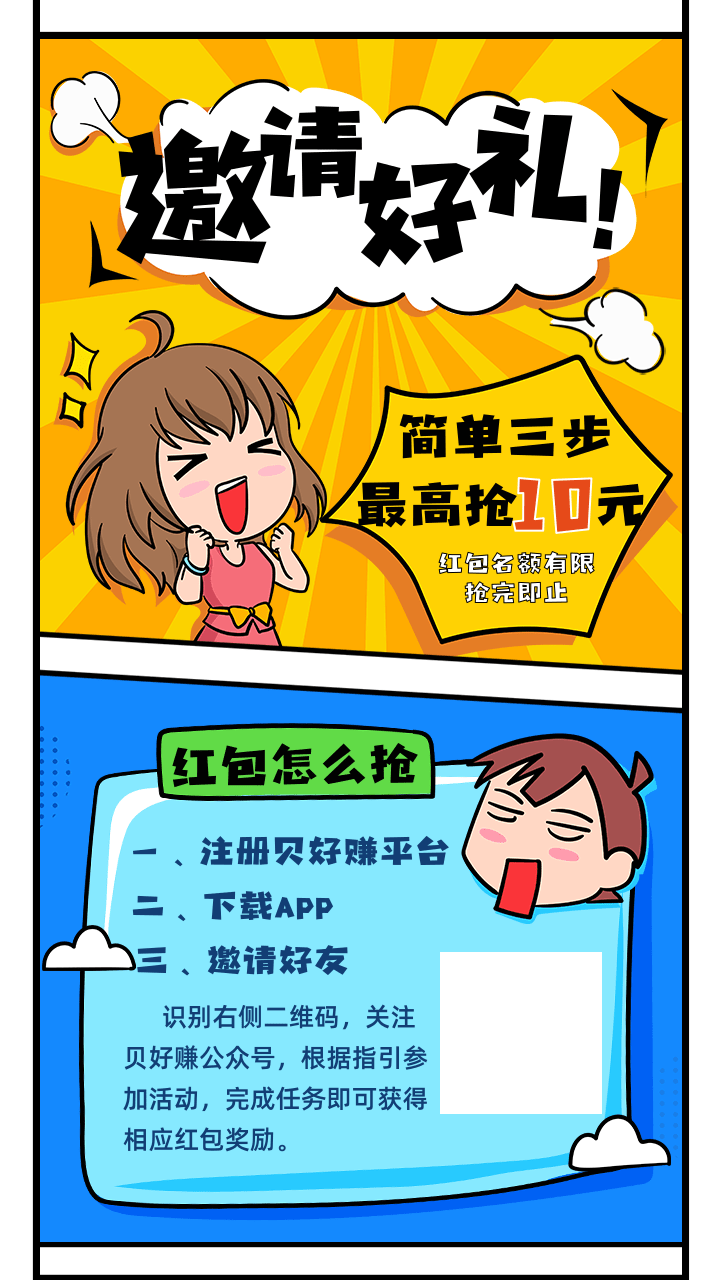 邀请好礼!
简单三步
最高抢10元
红包名额有限
抢完即止
红包怎么抢
一、注册贝好赚平台
二、下载APP
三、邀请好友
识别右侧二维码，关注
贝好赚公众号，根据指引参
加活动，完成任务即可获得
相应红包奖励。